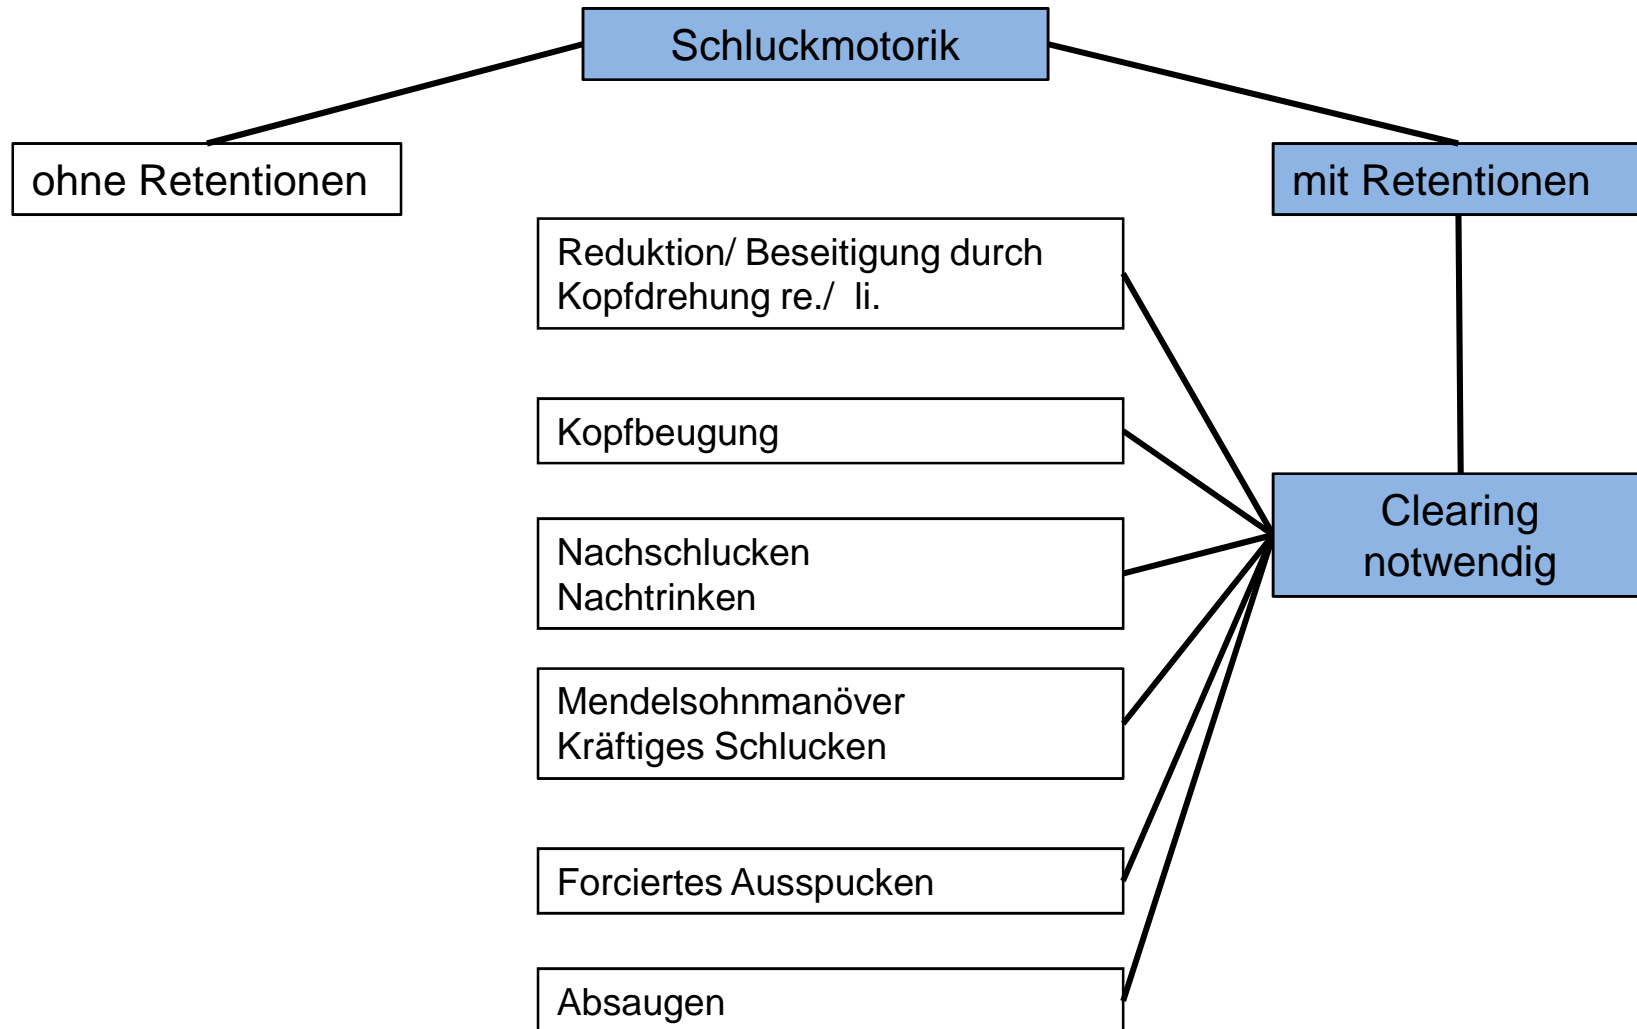 Schluckmotorik
ohne Retentionen
mit Retentionen
Reduktion/ Beseitigung durch
Kopfdrehung re./ li.
Kopfbeugung
Nachschlucken
Nachtrinken
Clearing
notwendig
Mendelsohnmanöver
Kräftiges Schlucken
Forciertes Ausspucken
Absaugen